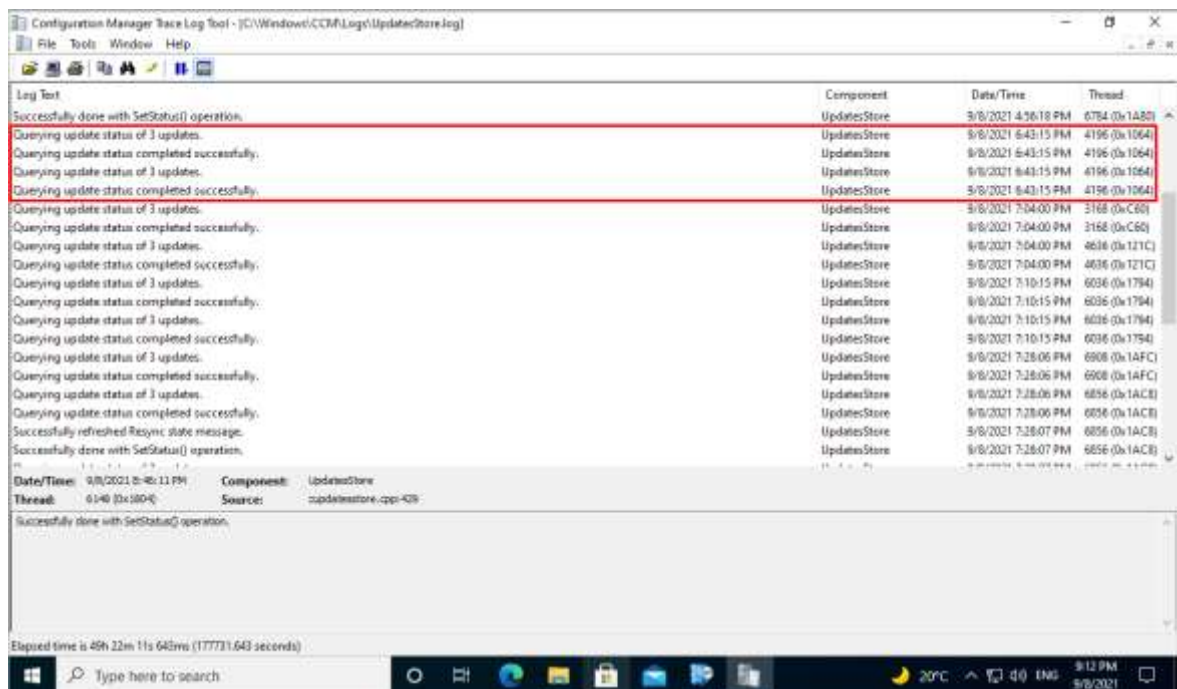 Configuration Manager Trace Log Tool - [C:\Windows\CCM\Logs\UpdatesStore.log]
File Tools Window Help
Log Text Component Date/Time Thread
Successfully done with SetStatus() operation. UpdatesStore 9/8/2021 4:56:18 PM 6784 (0x1A80)
Querying update status of 3 updates. UpdatesStore 9/8/2021 6:43:15 PM 4196 (0x1064)
Querying update status completed successfully. UpdatesStore 9/8/2021 6:43:15 PM 4196 (0x1064)
Querying update status of 3 updates. UpdatesStore 9/8/2021 6:43:15 PM 4196 (0x1064)
Querying update status completed successfully. UpdatesStore 9/8/2021 6:43:15 PM 4196 (0x1064)
Querying update status of 3 updates. UpdatesStore 9/8/2021 7:04:00 PM 3168 (0xC60)
Querying update status completed successfully. UpdatesStore 9/8/2021 7:04:00 PM 3168 (0xC60)
Querying update status of 3 updates. UpdatesStore 9/8/2021 7:04:00 PM 4636 (0x121C)
Querying update status completed successfully. UpdatesStore 9/8/2021 7:04:00 PM 4636 (0x121C)
Querying update status of 3 updates. UpdatesStore 9/8/2021 7:10:15 PM 6036 (0x1794)
Querying update status completed successfully. UpdatesStore 9/8/2021 7:10:15 PM 6036 (0x1794)
Querying update status of 3 updates. UpdatesStore 9/8/2021 7:10:15 PM 6036 (0x1794)
Querying update status completed successfully. UpdatesStore 9/8/2021 7:10:15 PM 6036 (0x1794)
Querying update status of 3 updates. UpdatesStore 9/8/2021 7:28:06 PM 6908 (0x1AFC)
Querying update status completed successfully. UpdatesStore 9/8/2021 7:28:06 PM 6908 (0x1AFC)
Querying update status of 3 updates. UpdatesStore 9/8/2021 7:28:06 PM 6856 (0x1AC8)
Querying update status completed successfully. UpdatesStore 9/8/2021 7:28:06 PM 6856 (0x1AC8)
Successfully refreshed Resync state message. UpdatesStore 9/8/2021 7:28:07 PM 6856 (0x1AC8)
Successfully done with SetStatus() operation. UpdatesStore 9/8/2021 7:28:07 PM 6856 (0x1AC8)
Date/Time: 9/8/2021 8:48:11 PM Component: UpdatesStore
Thread: 6148 (0x1804) Source: cupdatesstore.cpp:429
Successfully done with SetStatus() operation.
Elapsed time is 49h 22m 11s 643ms (177731.643 seconds)
Type here to search 20°C ENG 9:12 PM
9/8/2021